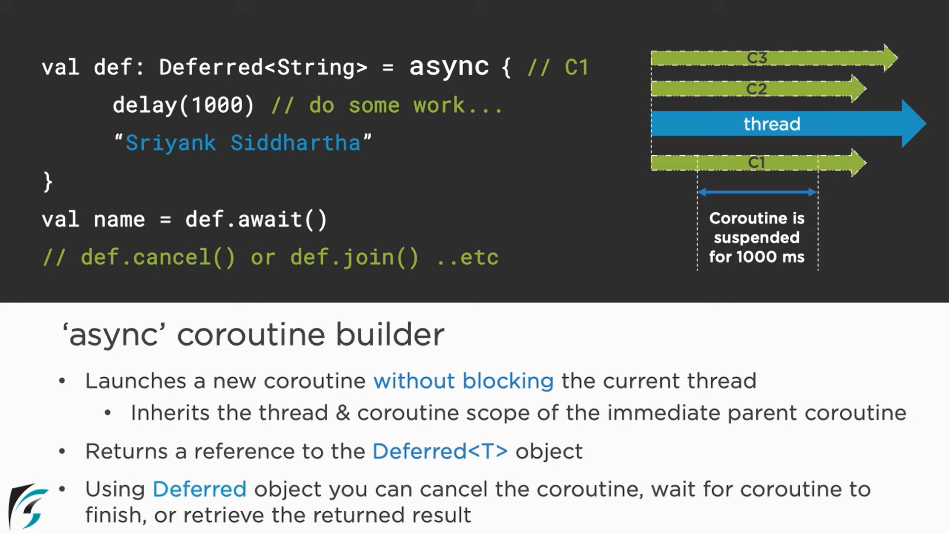 val def: Deferred<String> = async { // C1
delay(1000) // do some work...
“Sriyank Siddhartha”
}
val name = def.await()
// def.cancel() or def.join() ..etc
C3
C2
thread
C1
Coroutine is
suspended
for 1000 ms
‘async’ coroutine builder
• Launches a new coroutine without blocking the current thread
• Inherits the thread & coroutine scope of the immediate parent coroutine
• Returns a reference to the Deferred<T> object
• Using Deferred object you can cancel the coroutine, wait for coroutine to
finish, or retrieve the returned result